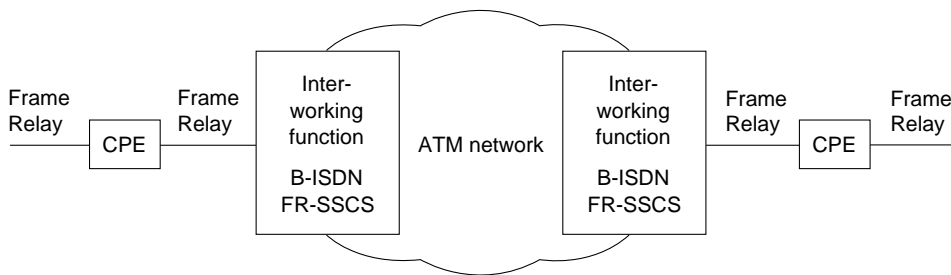 Frame
Relay
CPE
Frame
Relay
Inter-
working
function
B-ISDN
FR-SSCS
ATM network
Inter-
working
function
B-ISDN
FR-SSCS
Frame
Relay
CPE
Frame
Relay